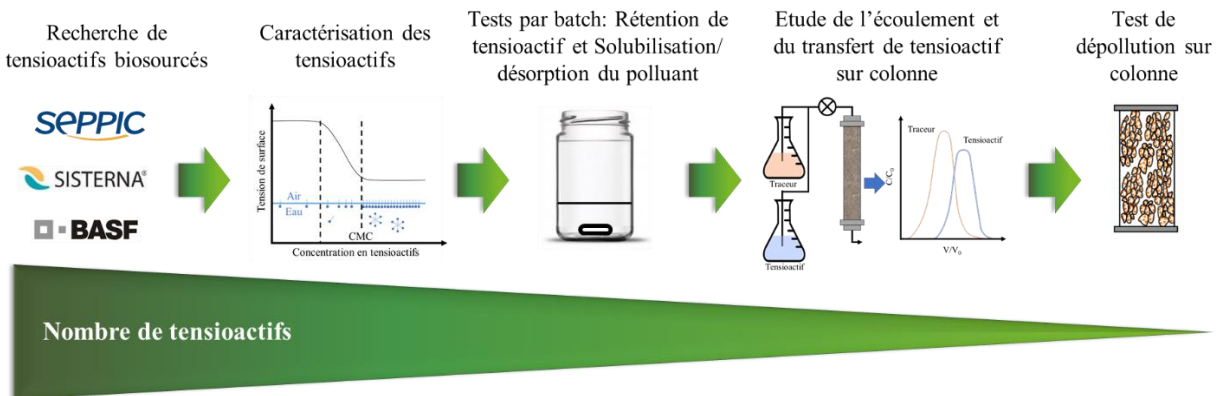 Recherche de
tensioactifs biosourcés
Caractérisation des
tensioactifs
Tests par batch: Rétention de
tensioactif et Solubilisation/
désorption du polluant
Etude de l'écoulement et
du transfert de tensioactif
sur colonne
Test de
dépollution sur
colonne
SEPPIC
SISTERNA®
BASF
Tension de surface
Air
Eau
CMC
Concentration en tensioactifs
Traceur
Tensioactif
Traceur
Tensioactif
C/C₀
V/V₀
Nombre de tensioactifs